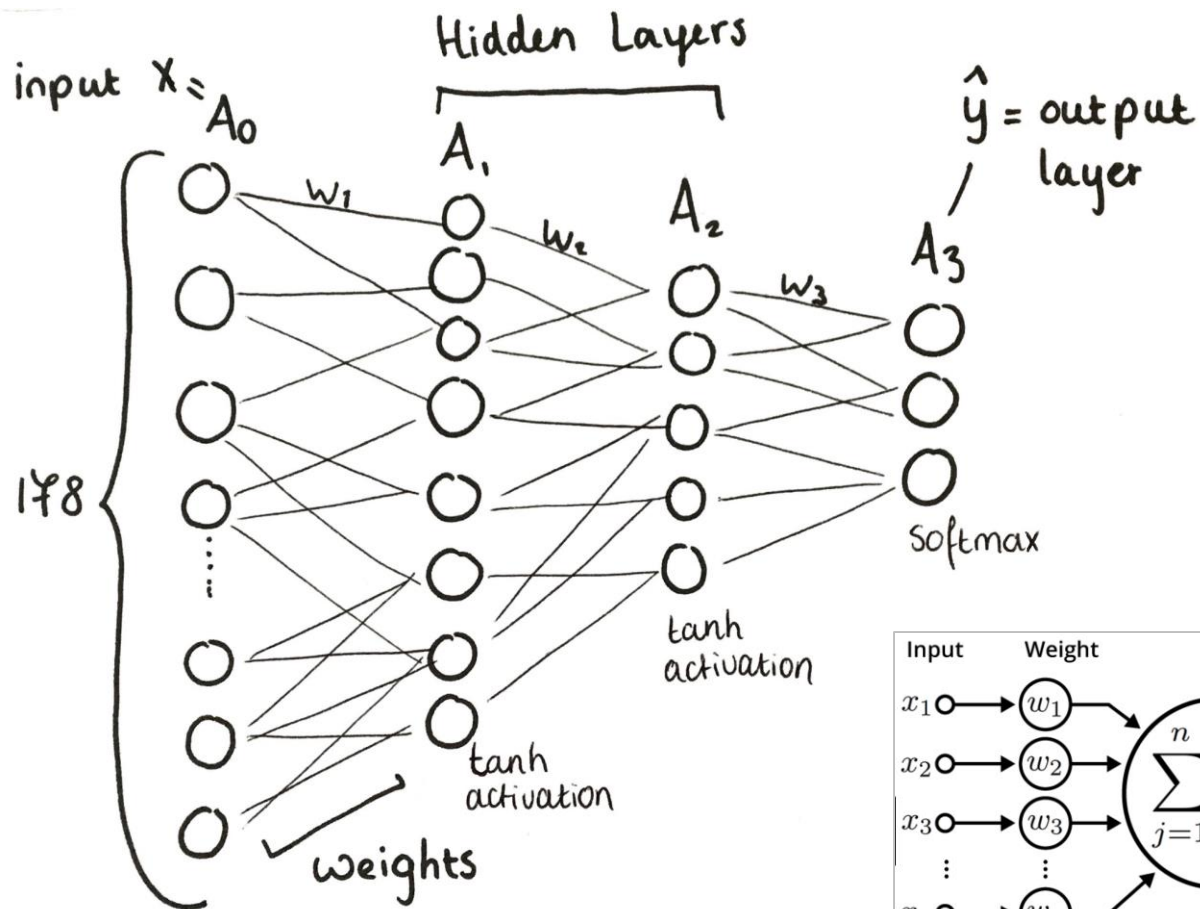 Hidden Layers
input X = A0
A1
A2
ŷ = output
layer
A3
W1
W2
W3
178
softmax
tanh
activation
tanh
activation
weights
Input Weight
x1 w1
x2 w2
x3 w3
⋮ ⋮
n
∑
j=1